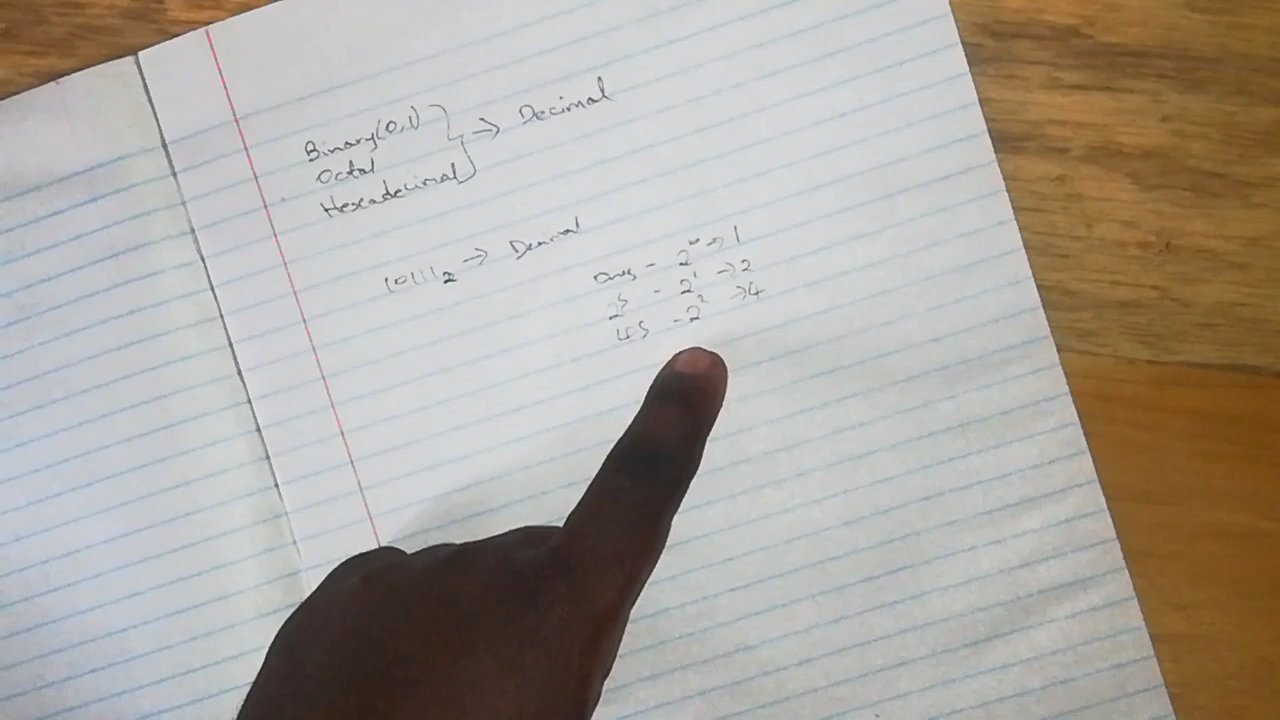 Binary(0,1)
Octal
Hexadecimal
→ Decimal
10111₂ → Decimal
ones - 2⁰ → 1
2s - 2¹ → 2
4s - 2² → 4